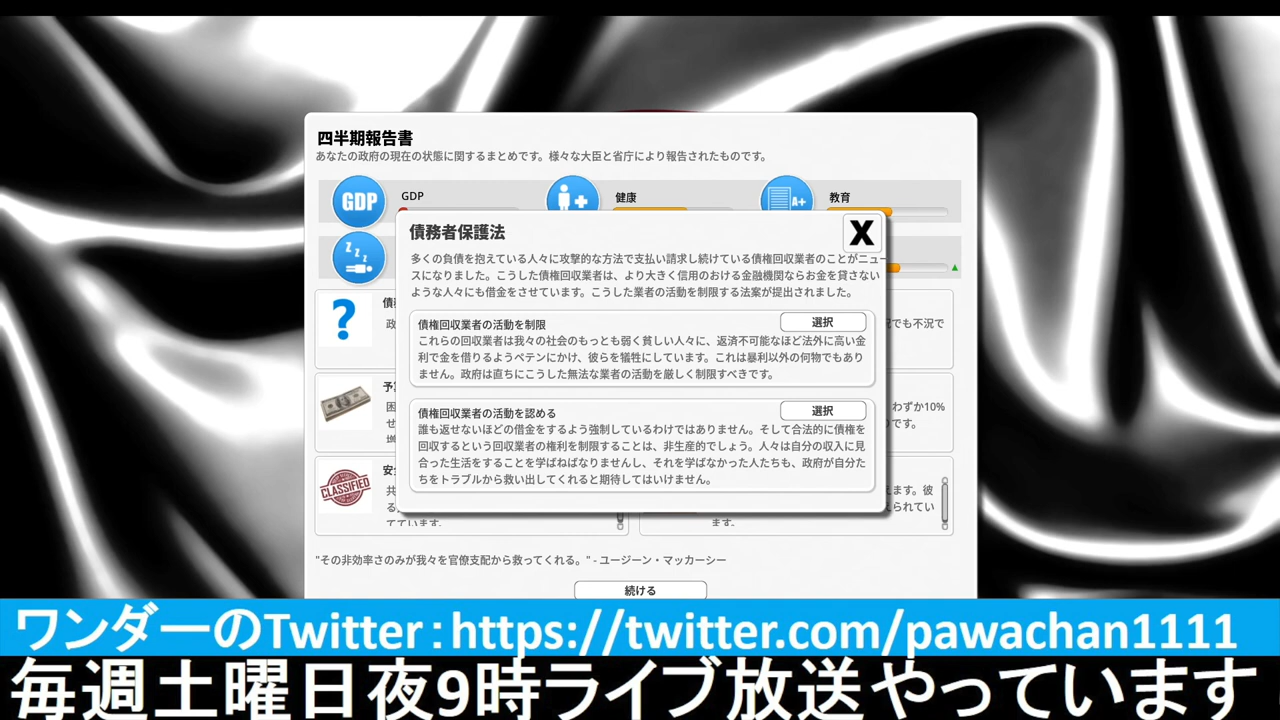 四半期報告書
あなたの政府の現在の状態に関するまとめです。様々な大臣と省庁により報告されたものです。
GDP
GDP
健康
A+
教育
z z z
債務者保護法
X
多くの負債を抱えている人々に攻撃的な方法で支払い請求し続けている債権回収業者のことがニュー
スになりました。こうした債権回収業者は、より大きく信用のおける金融機関ならお金を貸さない
ような人々にも借金をさせています。こうした業者の活動を制限する法案が提出されました。
債権回収業者の活動を制限
選択
これらの回収業者は我々の社会のもっとも弱く貧しい人々に、返済不可能なほど法外に高い金
利で金を借りるようペテンにかけ、彼らを犠牲にしています。これは暴利以外の何物でもあり
ません。政府は直ちにこうした無法な業者の活動を厳しく制限すべきです。
債権回収業者の活動を認める
選択
誰も返せないほどの借金をするよう強制しているわけではありません。そして合法的に債権を
回収するという回収業者の権利を制限することは、非生産的でしょう。人々は自分の収入に見
合った生活をすることを学ばねばなりませんし、それを学ばなかった人たちも、政府が自分た
ちをトラブルから救い出してくれると期待してはいけません。
?
債
政
況でも不況で
予
困
せ
わずか10%
です。
CLASSIFIED
安
共
る
ています。
えます。彼
られてい
ます。
"その非効率さのみが我々を官僚支配から救ってくれる。" - ユージーン・マッカーシー
続ける
ワンダーのTwitter：https://twitter.com/pawachan1111
毎週土曜日夜9時ライブ放送やっています